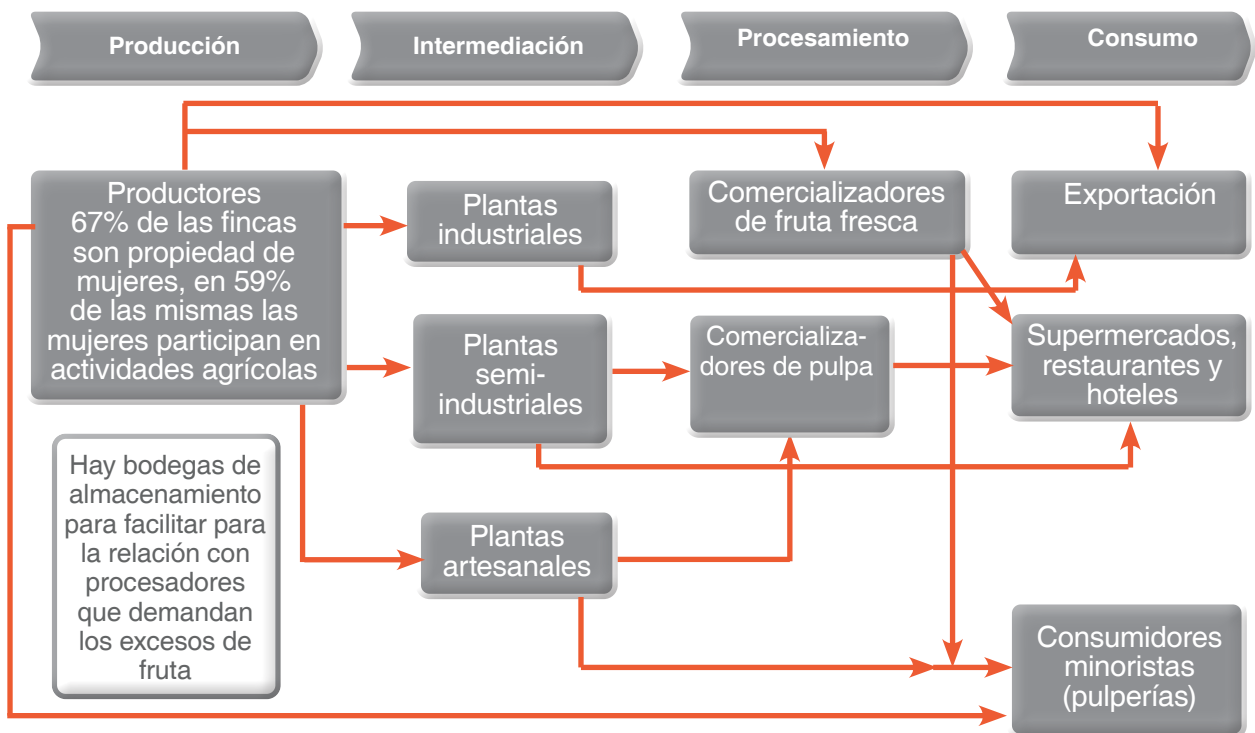 Producción
Intermediación
Procesamiento
Consumo
Productores
67% de las fincas
son propiedad de
mujeres, en 59%
de las mismas las
mujeres participan en
actividades agrícolas
Plantas
industriales
Comercializadores
de fruta fresca
Exportación
Plantas
semi-
industriales
Comercializa-
dores de pulpa
Supermercados,
restaurantes y
hoteles
Hay bodegas de
almacenamiento
para facilitar para
la relación con
procesadores
que demandan
los excesos de
fruta
Plantas
artesanales
Consumidores
minoristas
(pulperías)